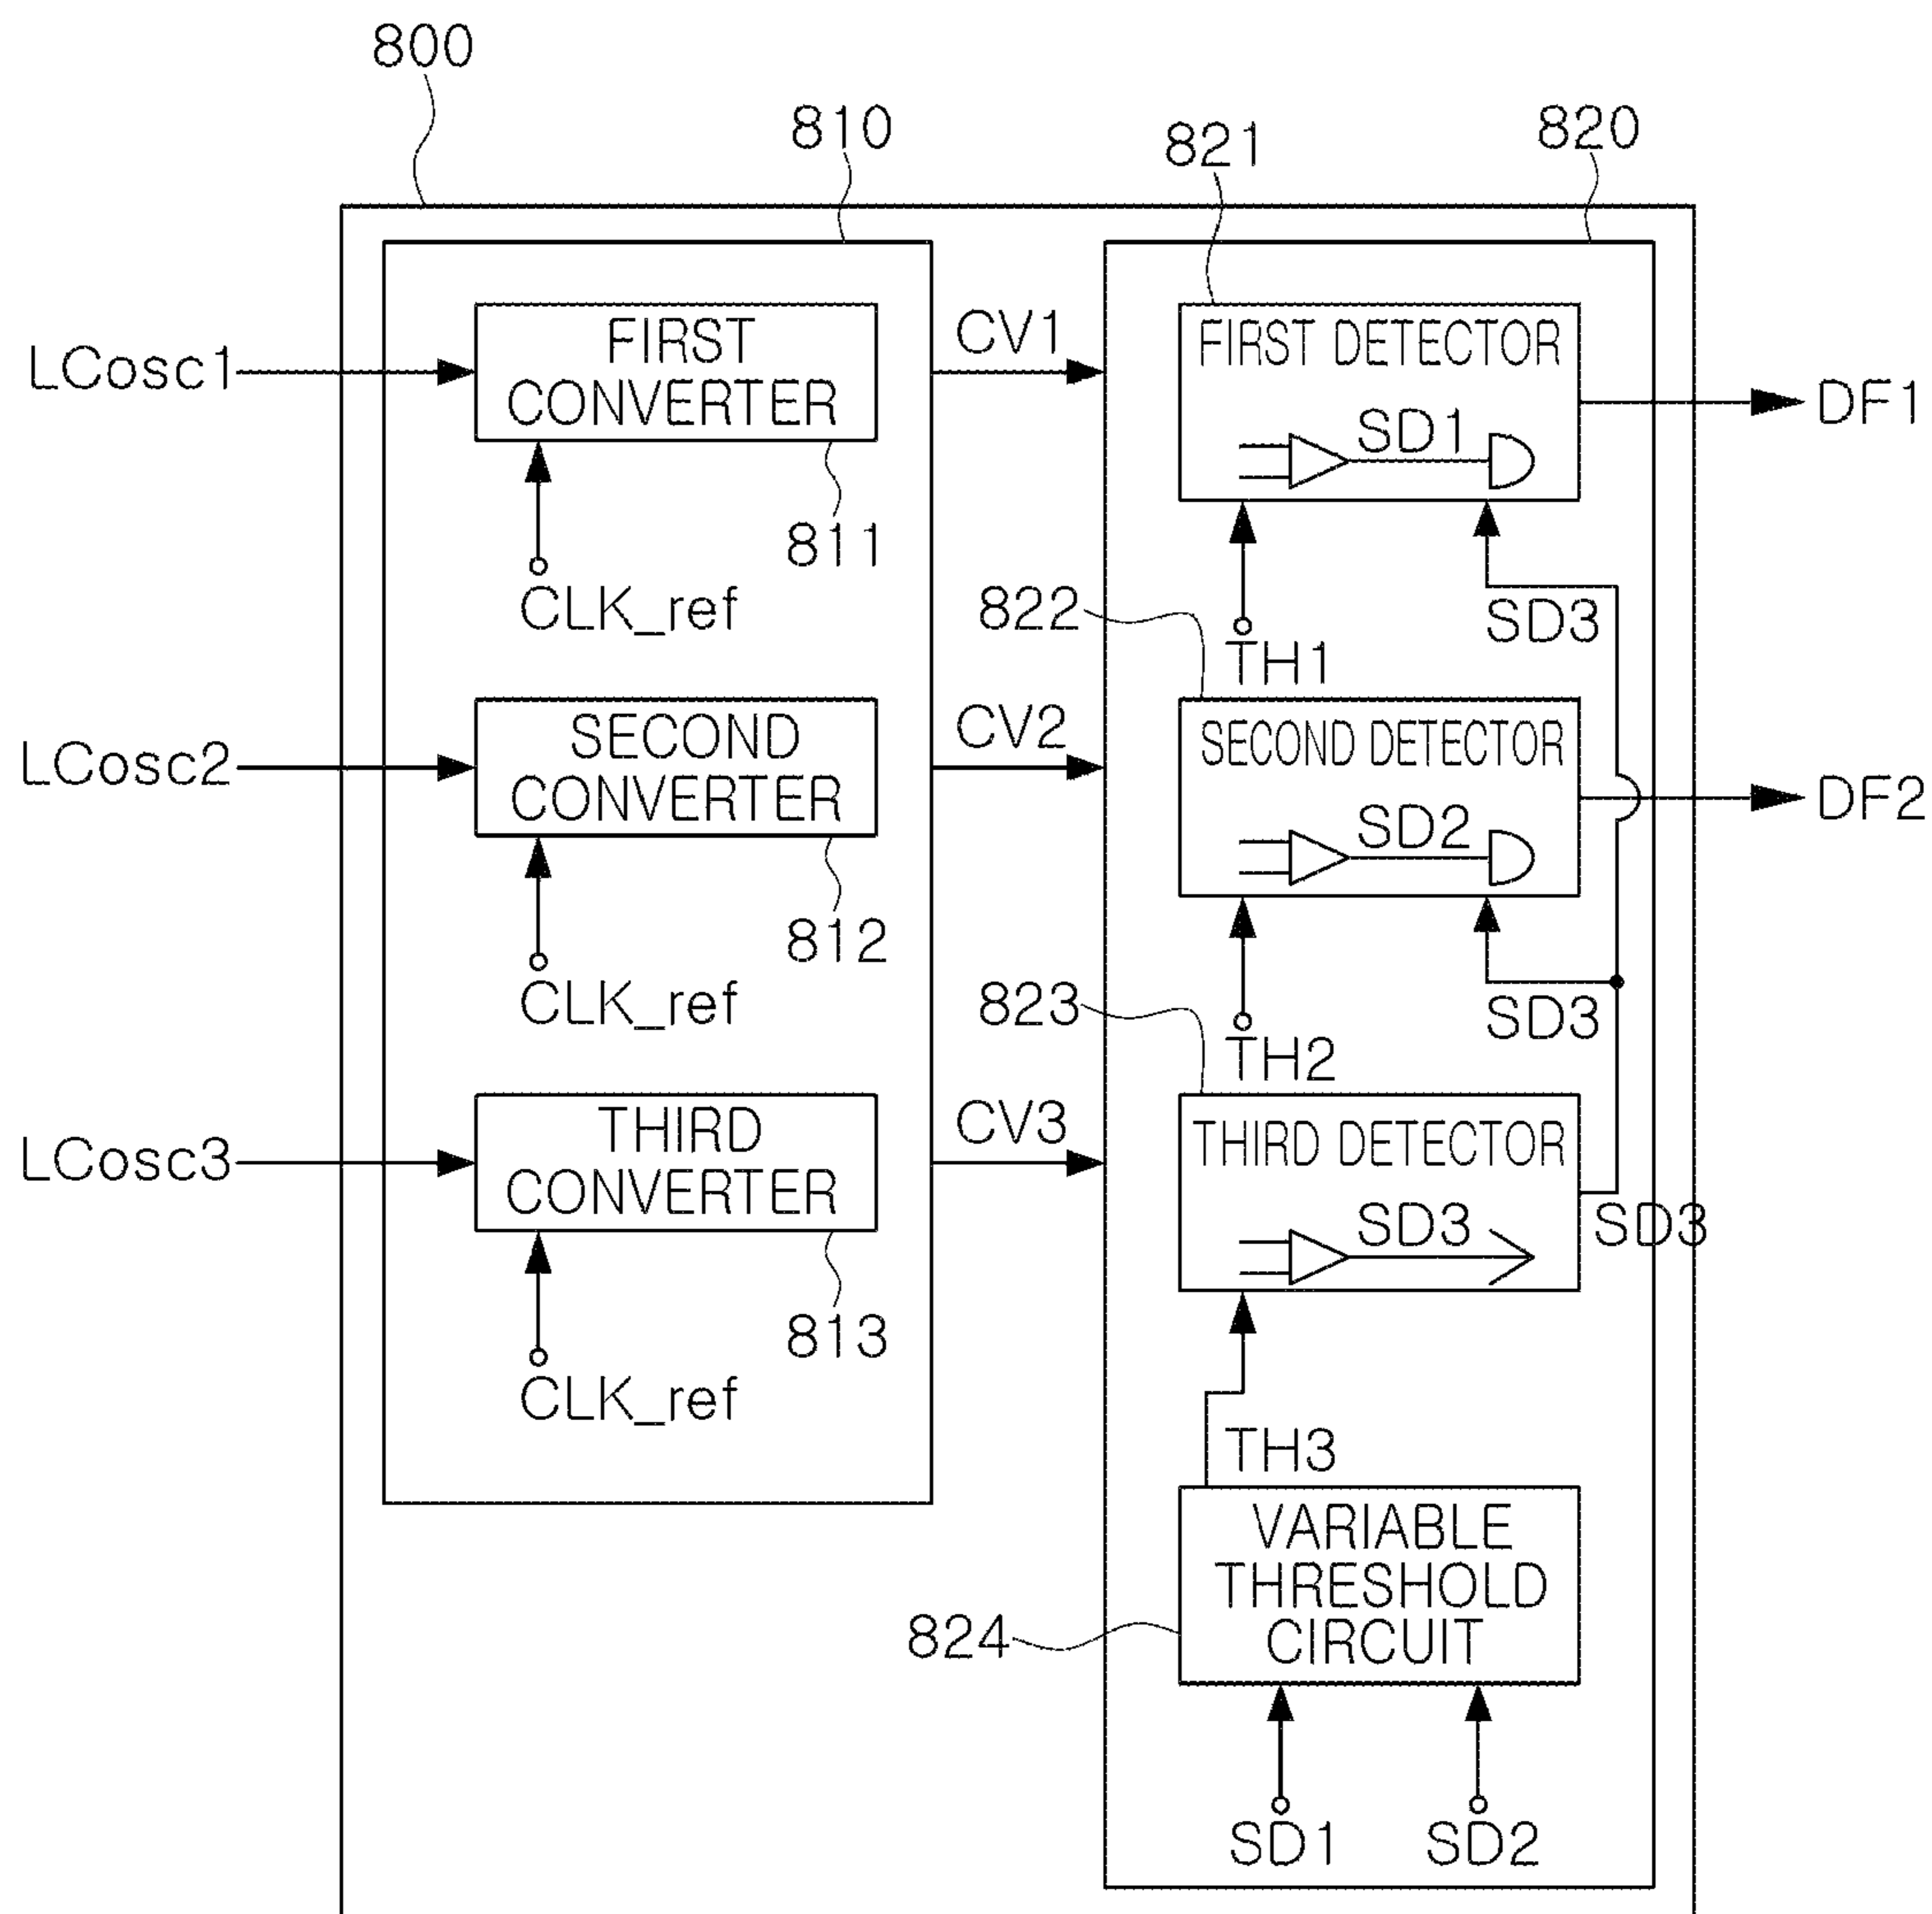 800
810
821
820
LCosc1
FIRST
CONVERTER
CV1
FIRST DETECTOR
SD1
DF1
811
CLK_ref
TH1
SD3
822
LCosc2
SECOND
CONVERTER
CV2
SECOND DETECTOR
SD2
DF2
812
CLK_ref
TH2
SD3
823
LCosc3
THIRD
CONVERTER
CV3
THIRD DETECTOR
SD3
SD3
813
CLK_ref
TH3
VARIABLE
THRESHOLD
CIRCUIT
824
SD1
SD2